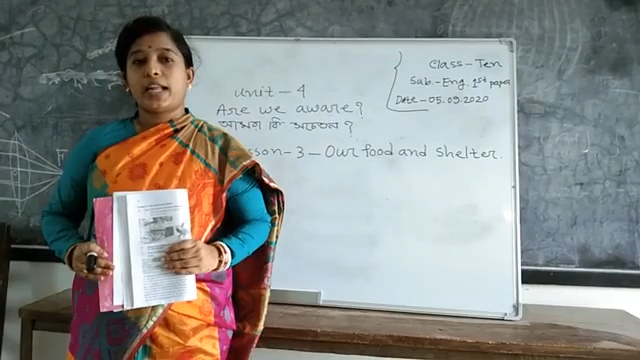 Class - Ten
Sub. - Eng. 1st paper
Date - 05.09.2020
Unit - 4
Are we aware?
আমরা কি সচেতন?
sson - 3 - Our food and shelter.